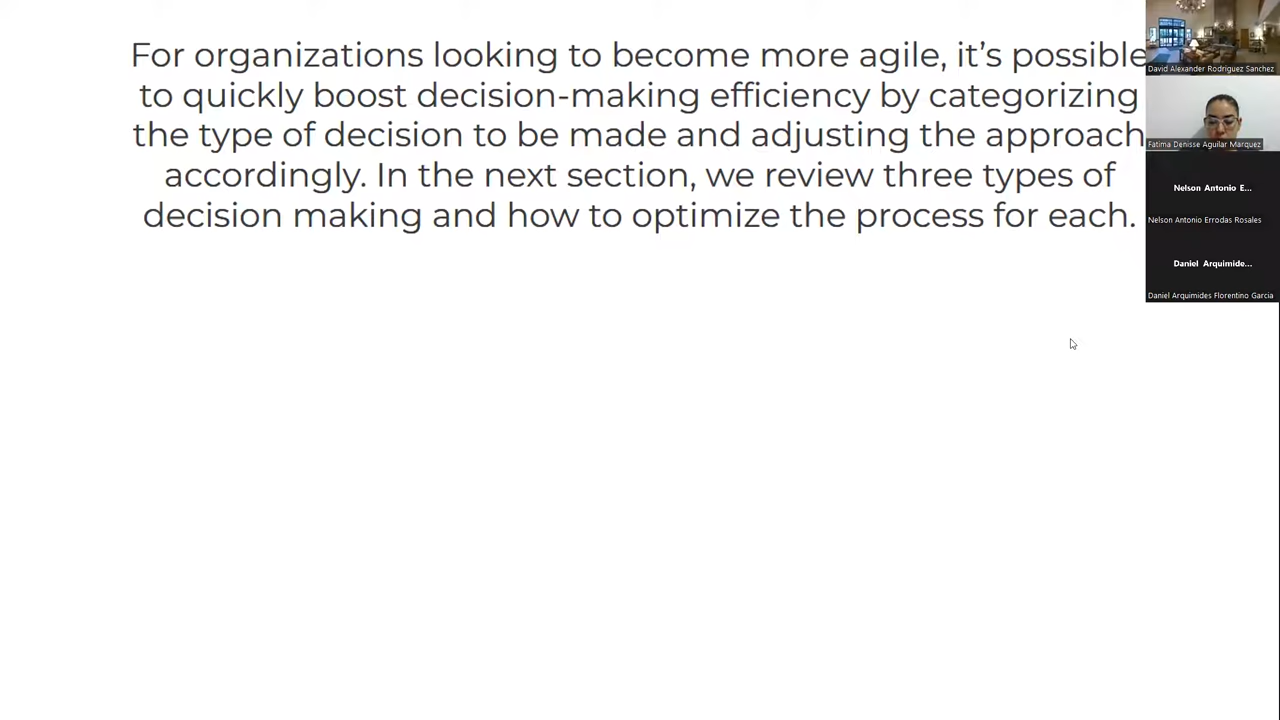 For organizations looking to become more agile, it’s possible
to quickly boost decision-making efficiency by categorizing
the type of decision to be made and adjusting the approach
accordingly. In the next section, we review three types of
decision making and how to optimize the process for each.
David Alexander Rodriguez Sanchez
Fatima Denisse Aguilar Marquez
Nelson Antonio E...
Nelson Antonio Errodas Rosales
Daniel Arquimide...
Daniel Arquimides Florentino Garcia